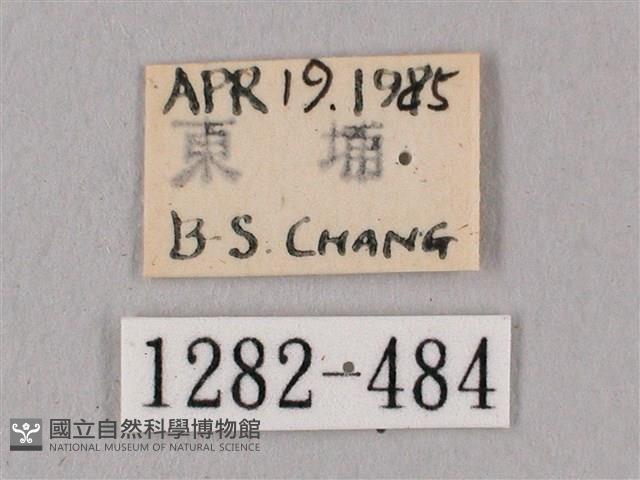 APR 19.1985
東 埔
B-S. CHANG
1282-484
國立自然科學博物館
NATIONAL MUSEUM OF NATURAL SCIENCE